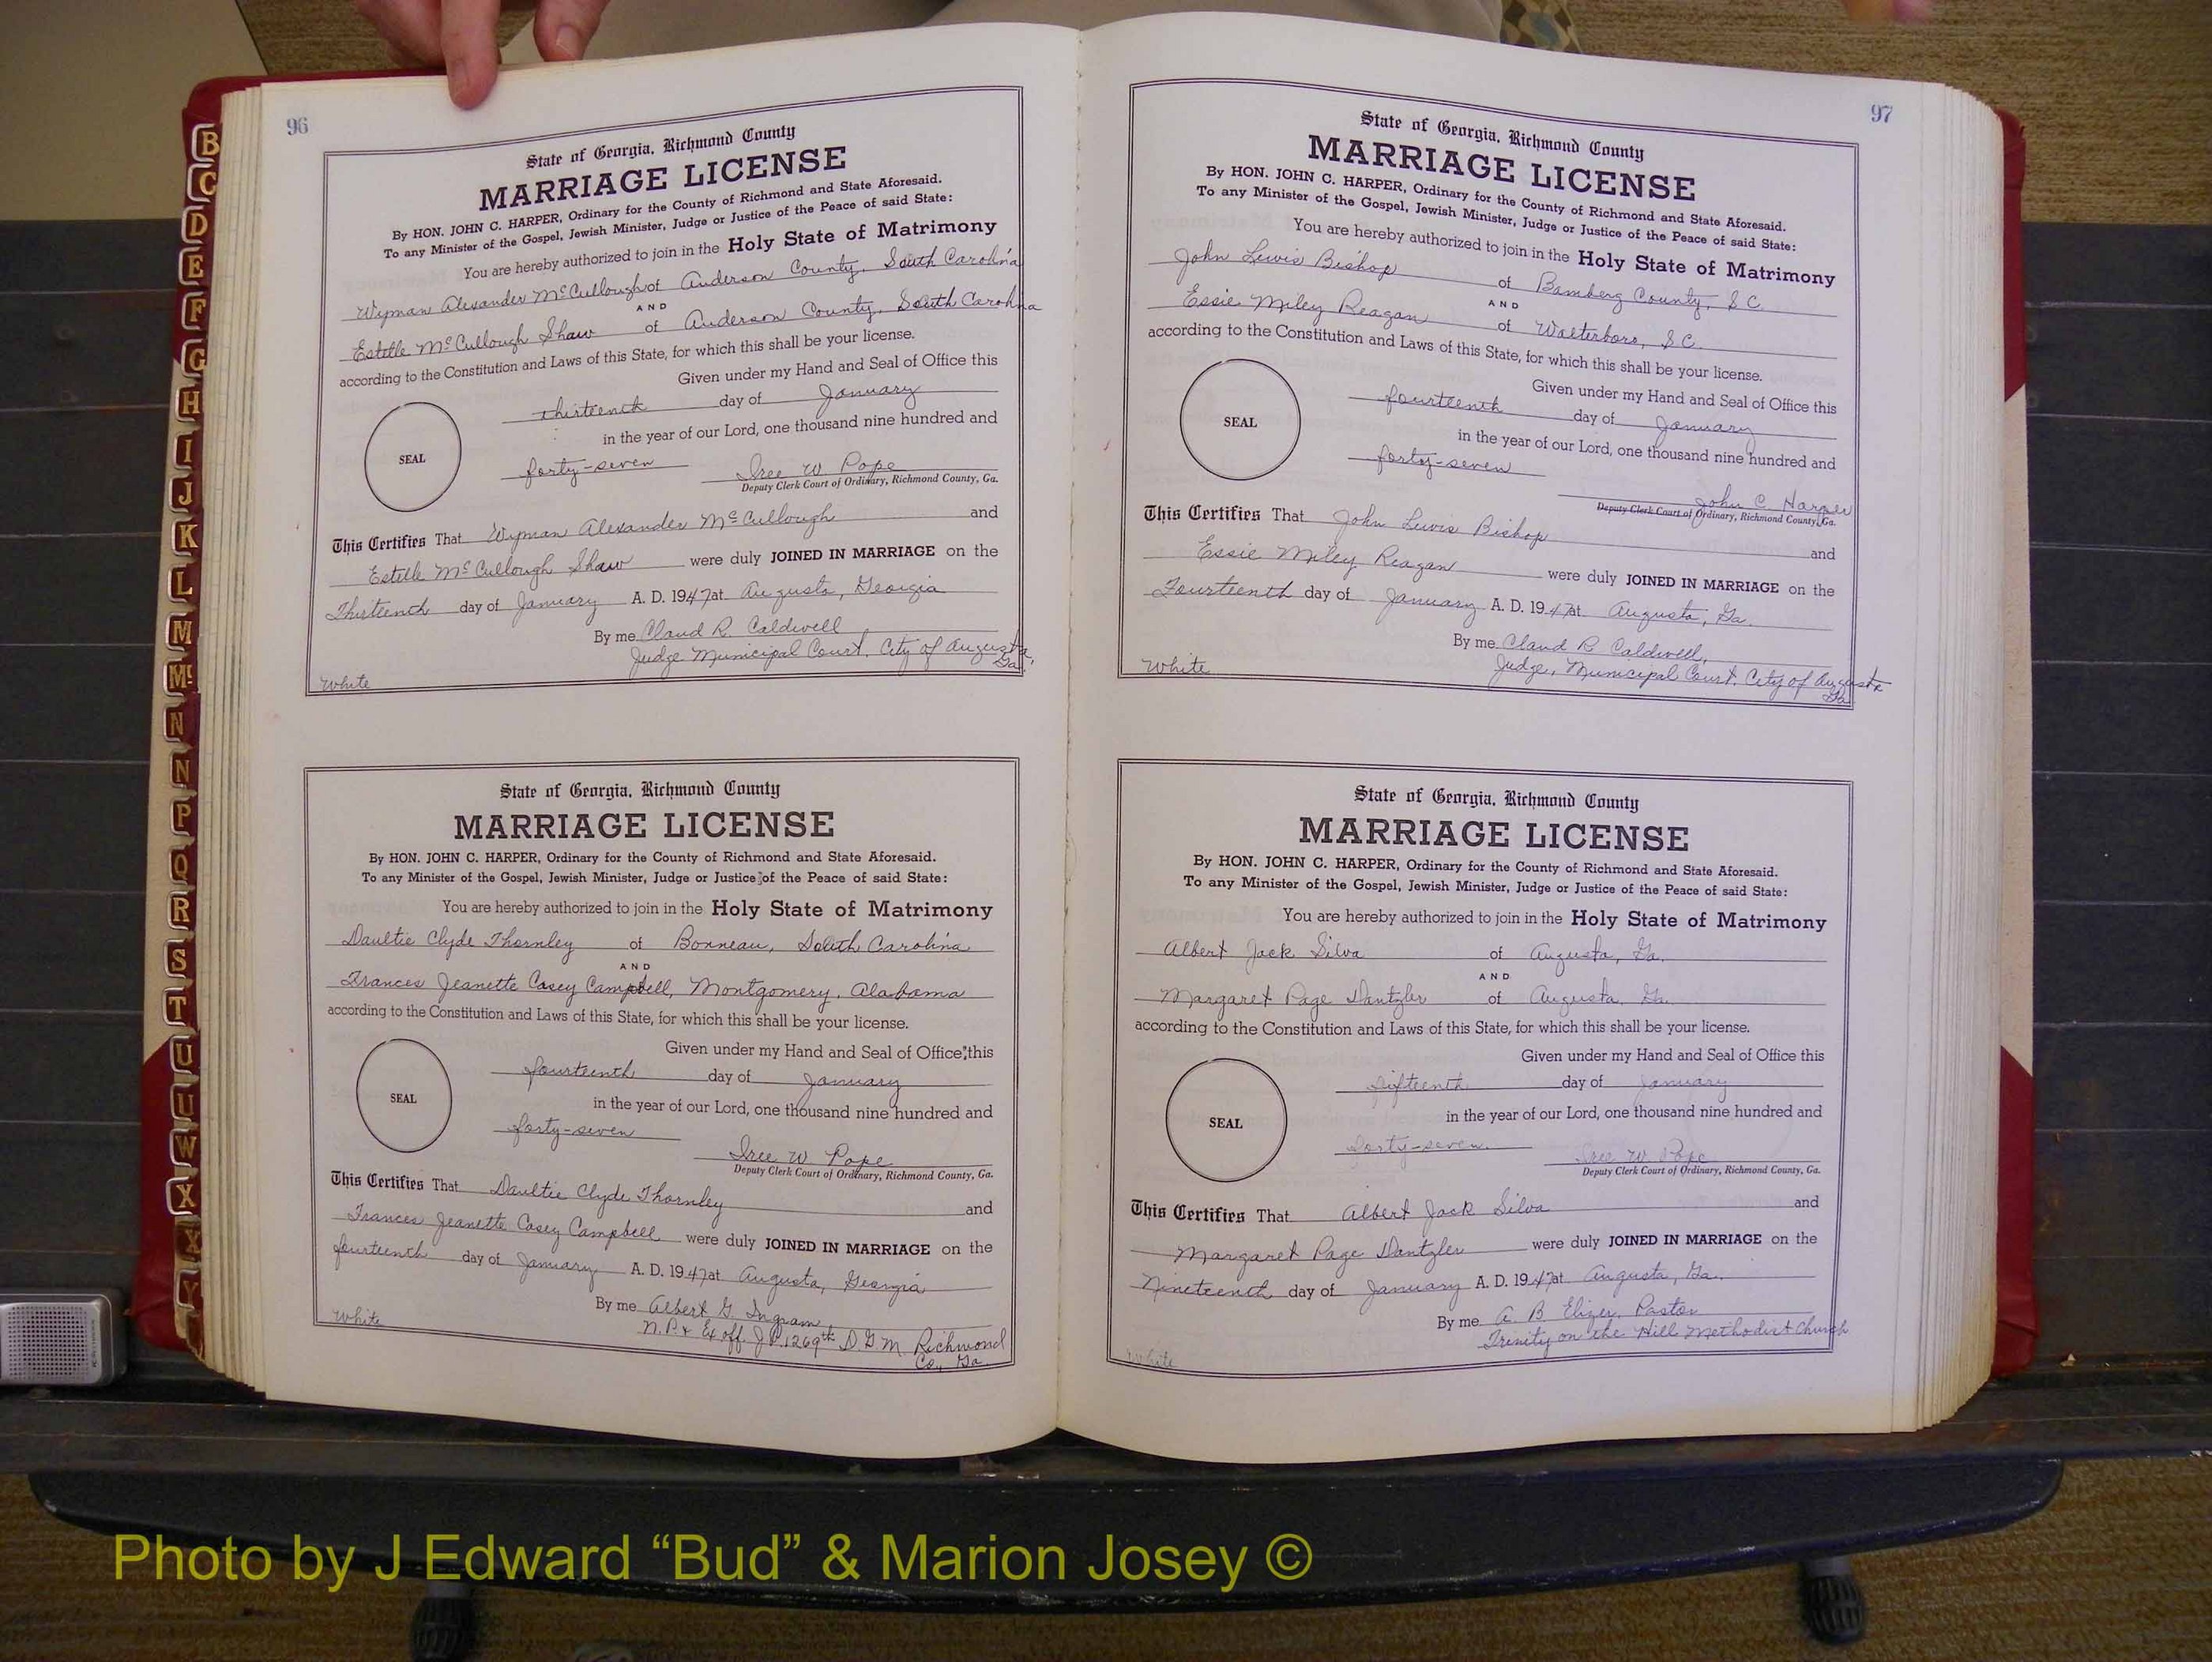 96
State of Georgia, Richmond County
MARRIAGE LICENSE
By HON. JOHN C. HARPER, Ordinary for the County of Richmond and State Aforesaid.
To any Minister of the Gospel, Jewish Minister, Judge or Justice of the Peace of said State:
You are hereby authorized to join in the Holy State of Matrimony
Wyman Alexander McCullough of Anderson County, South Carolina
AND
Estelle McCullough Shaw of Anderson County, South Carolina
according to the Constitution and Laws of this State, for which this shall be your license.
Given under my Hand and Seal of Office this
thirteenth day of January
in the year of our Lord, one thousand nine hundred and
SEAL
forty-seven Iree W Pope
Deputy Clerk Court of Ordinary, Richmond County, Ga.
This Certifies That Wyman Alexander McCullough and
Estelle McCullough Shaw were duly JOINED IN MARRIAGE on the
Thirteenth day of January A. D. 1947 at Augusta, Georgia
By me Claud R. Caldwell
Judge Municipal Court, City of Augusta,
Ga.
White
State of Georgia, Richmond County
MARRIAGE LICENSE
By HON. JOHN C. HARPER, Ordinary for the County of Richmond and State Aforesaid.
To any Minister of the Gospel, Jewish Minister, Judge or Justice of the Peace of said State:
You are hereby authorized to join in the Holy State of Matrimony
Daultie Clyde Thornley of Bonneau, South Carolina
AND
Frances Jeanette Casey Campbell, Montgomery, Alabama
according to the Constitution and Laws of this State, for which this shall be your license.
Given under my Hand and Seal of Office this
fourteenth day of January
SEAL
in the year of our Lord, one thousand nine hundred and
forty-seven
Iree W Pope
Deputy Clerk Court of Ordinary, Richmond County, Ga.
This Certifies That Daultie Clyde Thornley and
Frances Jeanette Casey Campbell were duly JOINED IN MARRIAGE on the
fourteenth day of January A. D. 1947 at Augusta, Georgia
By me Albert G. Ingram
N.P. & Ex off. J.P. 1269th D. G.M. Richmond
Co., Ga.
White
97
State of Georgia, Richmond County
MARRIAGE LICENSE
By HON. JOHN C. HARPER, Ordinary for the County of Richmond and State Aforesaid.
To any Minister of the Gospel, Jewish Minister, Judge or Justice of the Peace of said State:
You are hereby authorized to join in the Holy State of Matrimony
John Lewis Bishop of Bamberg County, S C
AND
Essie Miley Reagan of Walterboro, S C.
according to the Constitution and Laws of this State, for which this shall be your license.
Given under my Hand and Seal of Office this
fourteenth day of January
SEAL
in the year of our Lord, one thousand nine hundred and
forty-seven
John C. Harper
Deputy Clerk Court of Ordinary, Richmond County, Ga.
This Certifies That John Lewis Bishop and
Essie Miley Reagan were duly JOINED IN MARRIAGE on the
Fourteenth day of January A. D. 1947 at Augusta, Ga.
By me Claud R Caldwell,
Judge, Municipal Court, City of Augusta
Ga.
White
State of Georgia, Richmond County
MARRIAGE LICENSE
By HON. JOHN C. HARPER, Ordinary for the County of Richmond and State Aforesaid.
To any Minister of the Gospel, Jewish Minister, Judge or Justice of the Peace of said State:
You are hereby authorized to join in the Holy State of Matrimony
Albert Jack Silva of Augusta, Ga.
AND
Margaret Page Dantzler of Augusta, Ga.
according to the Constitution and Laws of this State, for which this shall be your license.
Given under my Hand and Seal of Office this
fifteenth day of January
in the year of our Lord, one thousand nine hundred and
SEAL
forty-seven. Iree W Pope
Deputy Clerk Court of Ordinary, Richmond County, Ga.
This Certifies That Albert Jack Silva and
Margaret Page Dantzler were duly JOINED IN MARRIAGE on the
Nineteenth day of January A. D. 1947 at Augusta, Ga.
By me A. B Elizer, Pastor
Trinity on the Hill Methodist Church
White
B
C
D
E
F
G
H
I
J
K
L
M
Mc
N
N
P
Q
R
S
T
U
U
W
X
X
Y
Photo by J Edward “Bud” & Marion Josey ©